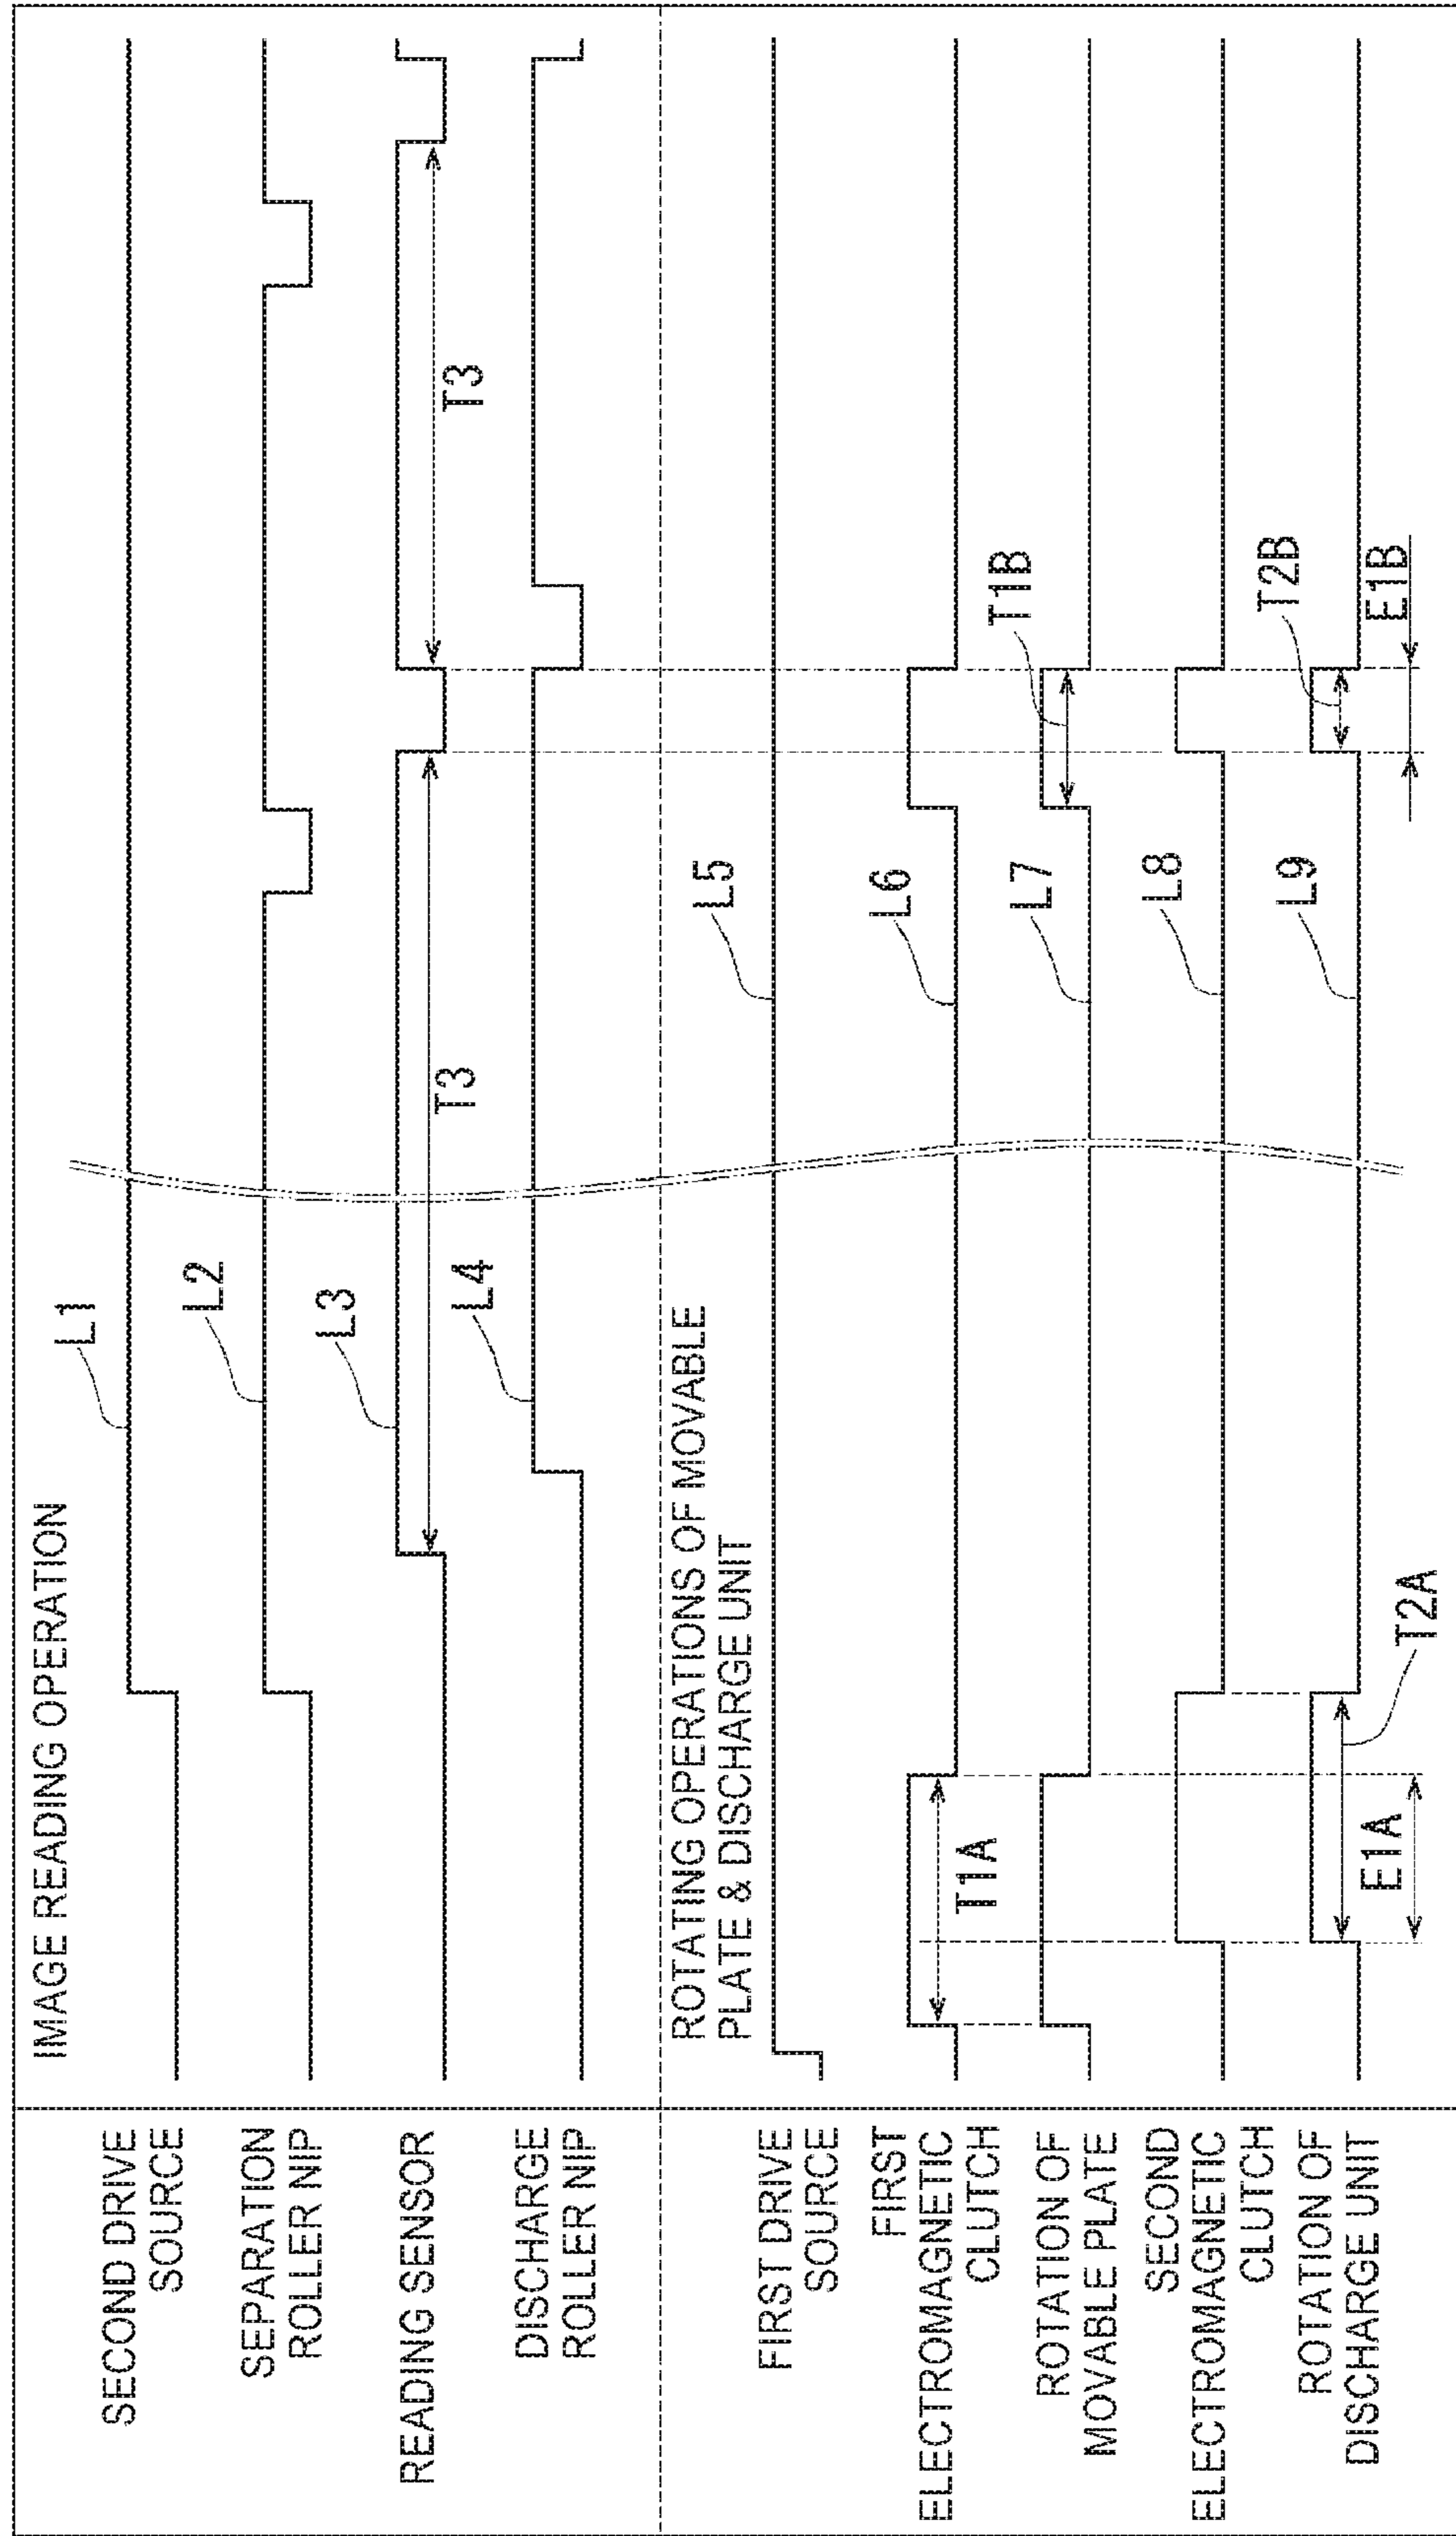 IMAGE READING OPERATION
SECOND DRIVE
SOURCE
L1
SEPARATION
ROLLER NIP
L2
READING SENSOR
L3
T3
T3
DISCHARGE
ROLLER NIP
L4
ROTATING OPERATIONS OF MOVABLE
PLATE & DISCHARGE UNIT
FIRST DRIVE
SOURCE
L5
FIRST
ELECTROMAGNETIC
CLUTCH
T1A
L6
ROTATION OF
MOVABLE PLATE
L7
T1B
SECOND
ELECTROMAGNETIC
CLUTCH
L8
ROTATION OF
DISCHARGE UNIT
E1A
T2A
L9
T2B
E1B